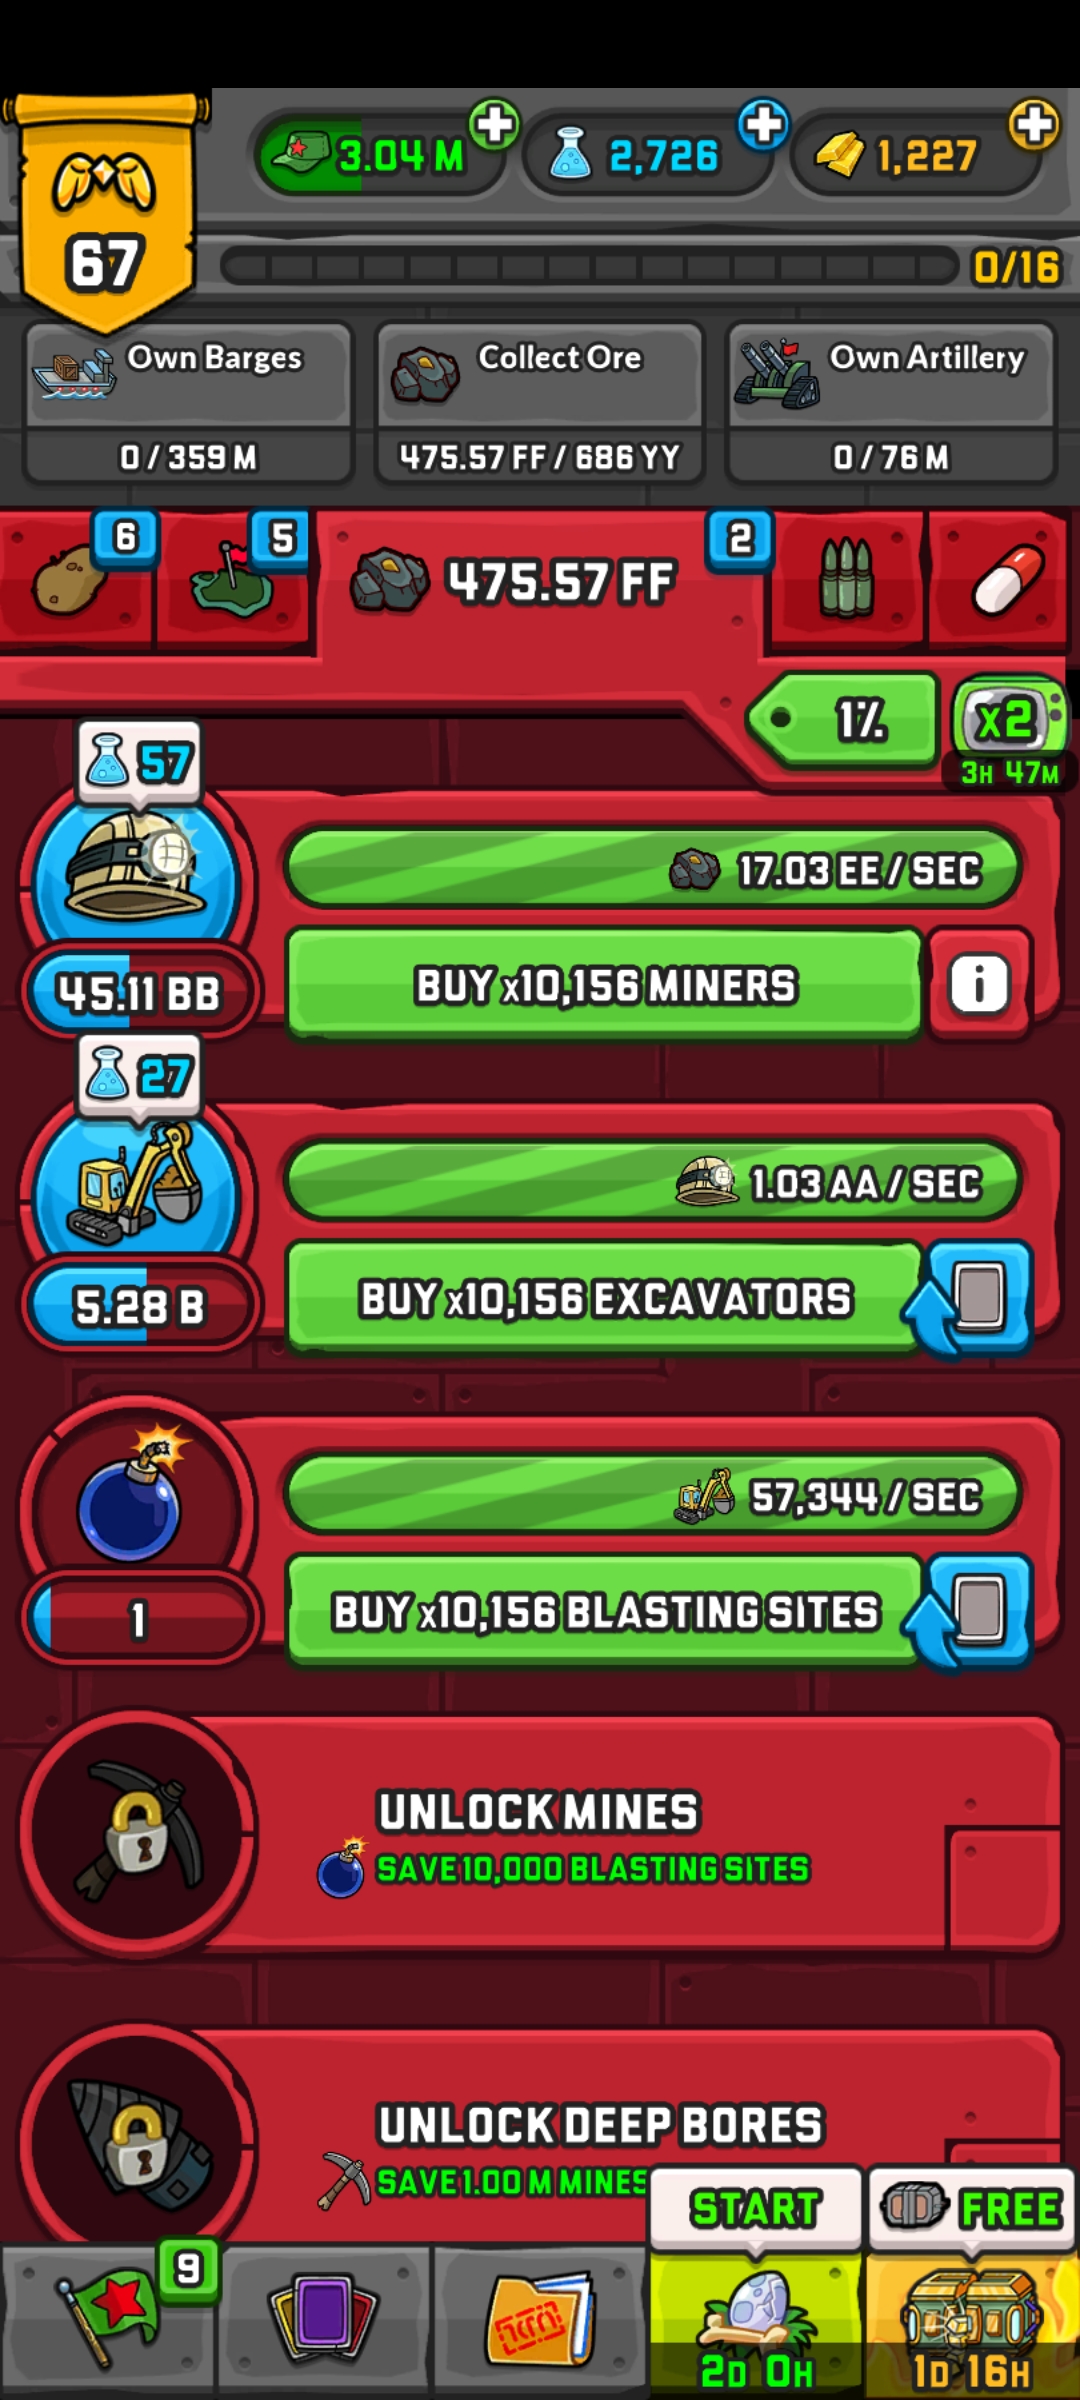 3.04 M
2,726
1,227
67
0/16
Own Barges
0 / 359 M
Collect Ore
475.57 FF / 686 YY
Own Artillery
0 / 76 M
6
5
475.57 FF
2
1%
x2
3H 47M
57
17.03 EE / SEC
45.11 BB
BUY x10,156 MINERS
i
27
1.03 AA / SEC
5.28 B
BUY x10,156 EXCAVATORS
57,344 / SEC
1
BUY x10,156 BLASTING SITES
UNLOCK MINES
SAVE 10,000 BLASTING SITES
UNLOCK DEEP BORES
SAVE 1.00 M MINES
START
FREE
9
2D 0H
1D 16H